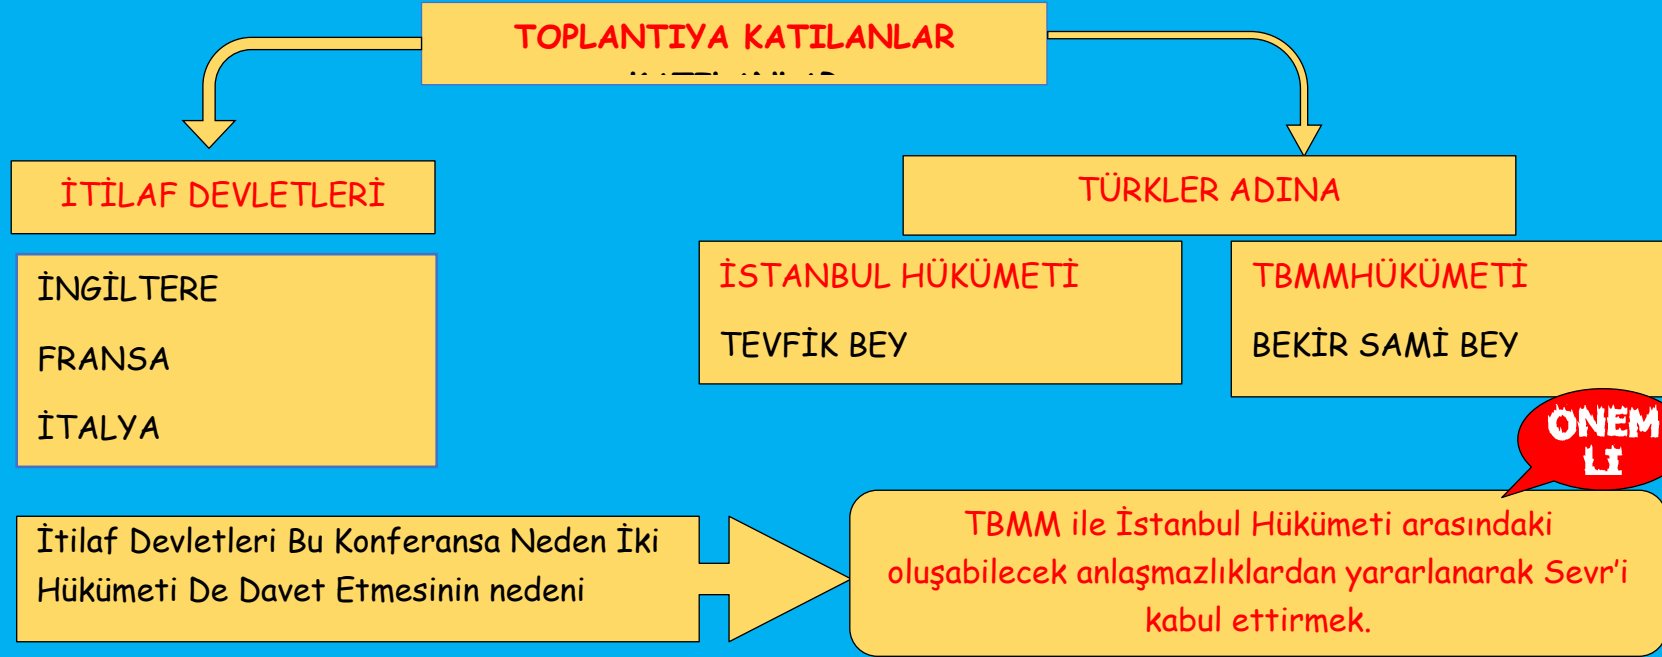 TOPLANTIYA KATILANLAR
İTİLAF DEVLETLERİ
TÜRKLER ADINA
İNGİLTERE
FRANSA
İTALYA
İSTANBUL HÜKÜMETİ
TEVFİK BEY
TBMMHÜKÜMETİ
BEKİR SAMİ BEY
ONEM
LI
İtilaf Devletleri Bu Konferansa Neden İki
Hükümeti De Davet Etmesinin nedeni
TBMM ile İstanbul Hükümeti arasındaki
oluşabilecek anlaşmazlıklardan yararlanarak Sevr'i
kabul ettirmek.